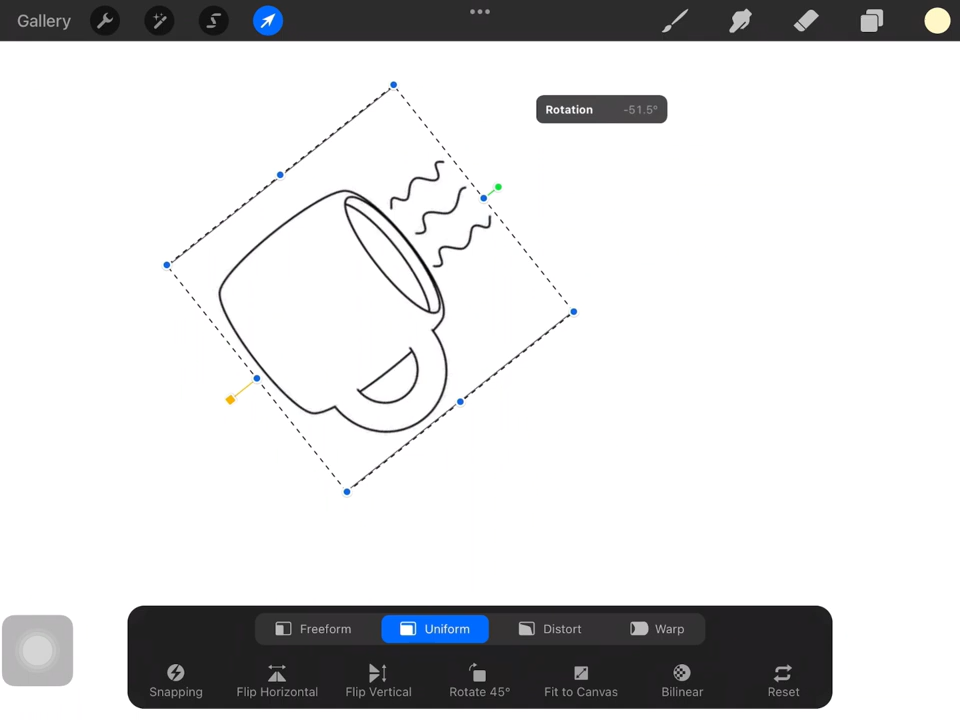 Gallery
Rotation -51.5°
Freeform Uniform Distort Warp
Snapping Flip Horizontal Flip Vertical Rotate 45° Fit to Canvas Bilinear Reset